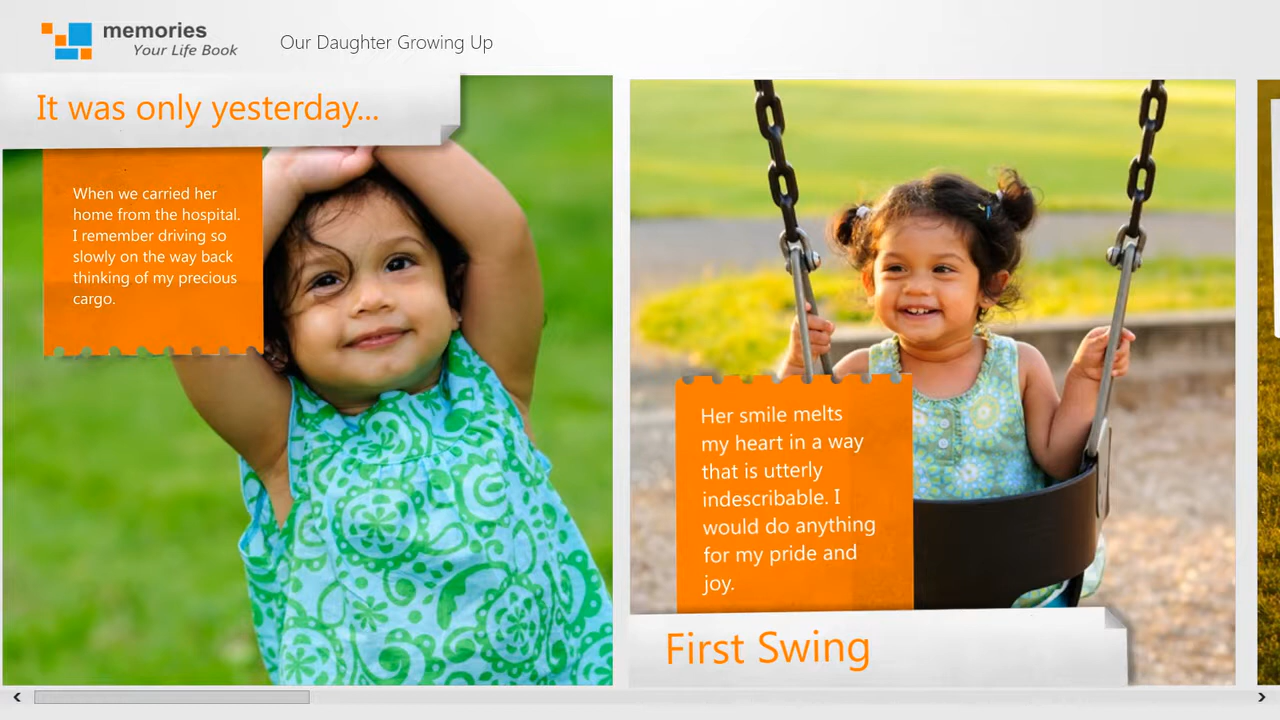 memories
Your Life Book
Our Daughter Growing Up
It was only yesterday...
When we carried her
home from the hospital.
I remember driving so
slowly on the way back
thinking of my precious
cargo.
Her smile melts
my heart in a way
that is utterly
indescribable. I
would do anything
for my pride and
joy.
First Swing